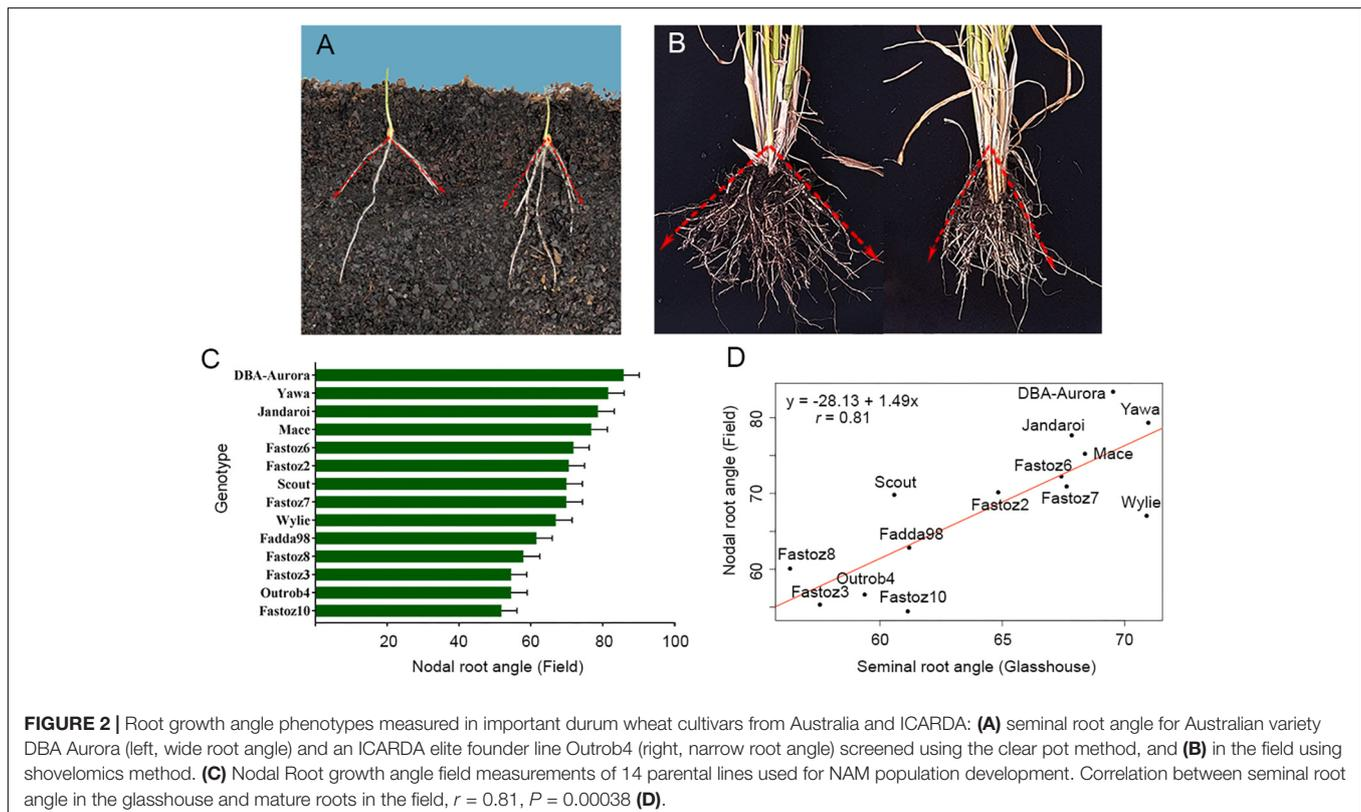 A
B
C
DBA-Aurora
Yawa
Jandaroi
Mace
Fastoz6
Fastoz2
Scout
Fastoz7
Wylie
Fadda98
Fastoz8
Fastoz3
Outrob4
Fastoz10
Genotype
20 40 60 80 100
Nodal root angle (Field)
D
y = -28.13 + 1.49x
r = 0.81
DBA-Aurora
Yawa
Jandaroi
Mace
Fastoz6
Fastoz7
Scout
Fastoz2
Wylie
Fadda98
Fastoz8
Outrob4
Fastoz3
Fastoz10
80
70
60
Nodal root angle (Field)
60 65 70
Seminal root angle (Glasshouse)
FIGURE 2 | Root growth angle phenotypes measured in important durum wheat cultivars from Australia and ICARDA: (A) seminal root angle for Australian variety
DBA Aurora (left, wide root angle) and an ICARDA elite founder line Outrob4 (right, narrow root angle) screened using the clear pot method, and (B) in the field using
shovelomics method. (C) Nodal Root growth angle field measurements of 14 parental lines used for NAM population development. Correlation between seminal root
angle in the glasshouse and mature roots in the field, r = 0.81, P = 0.00038 (D).